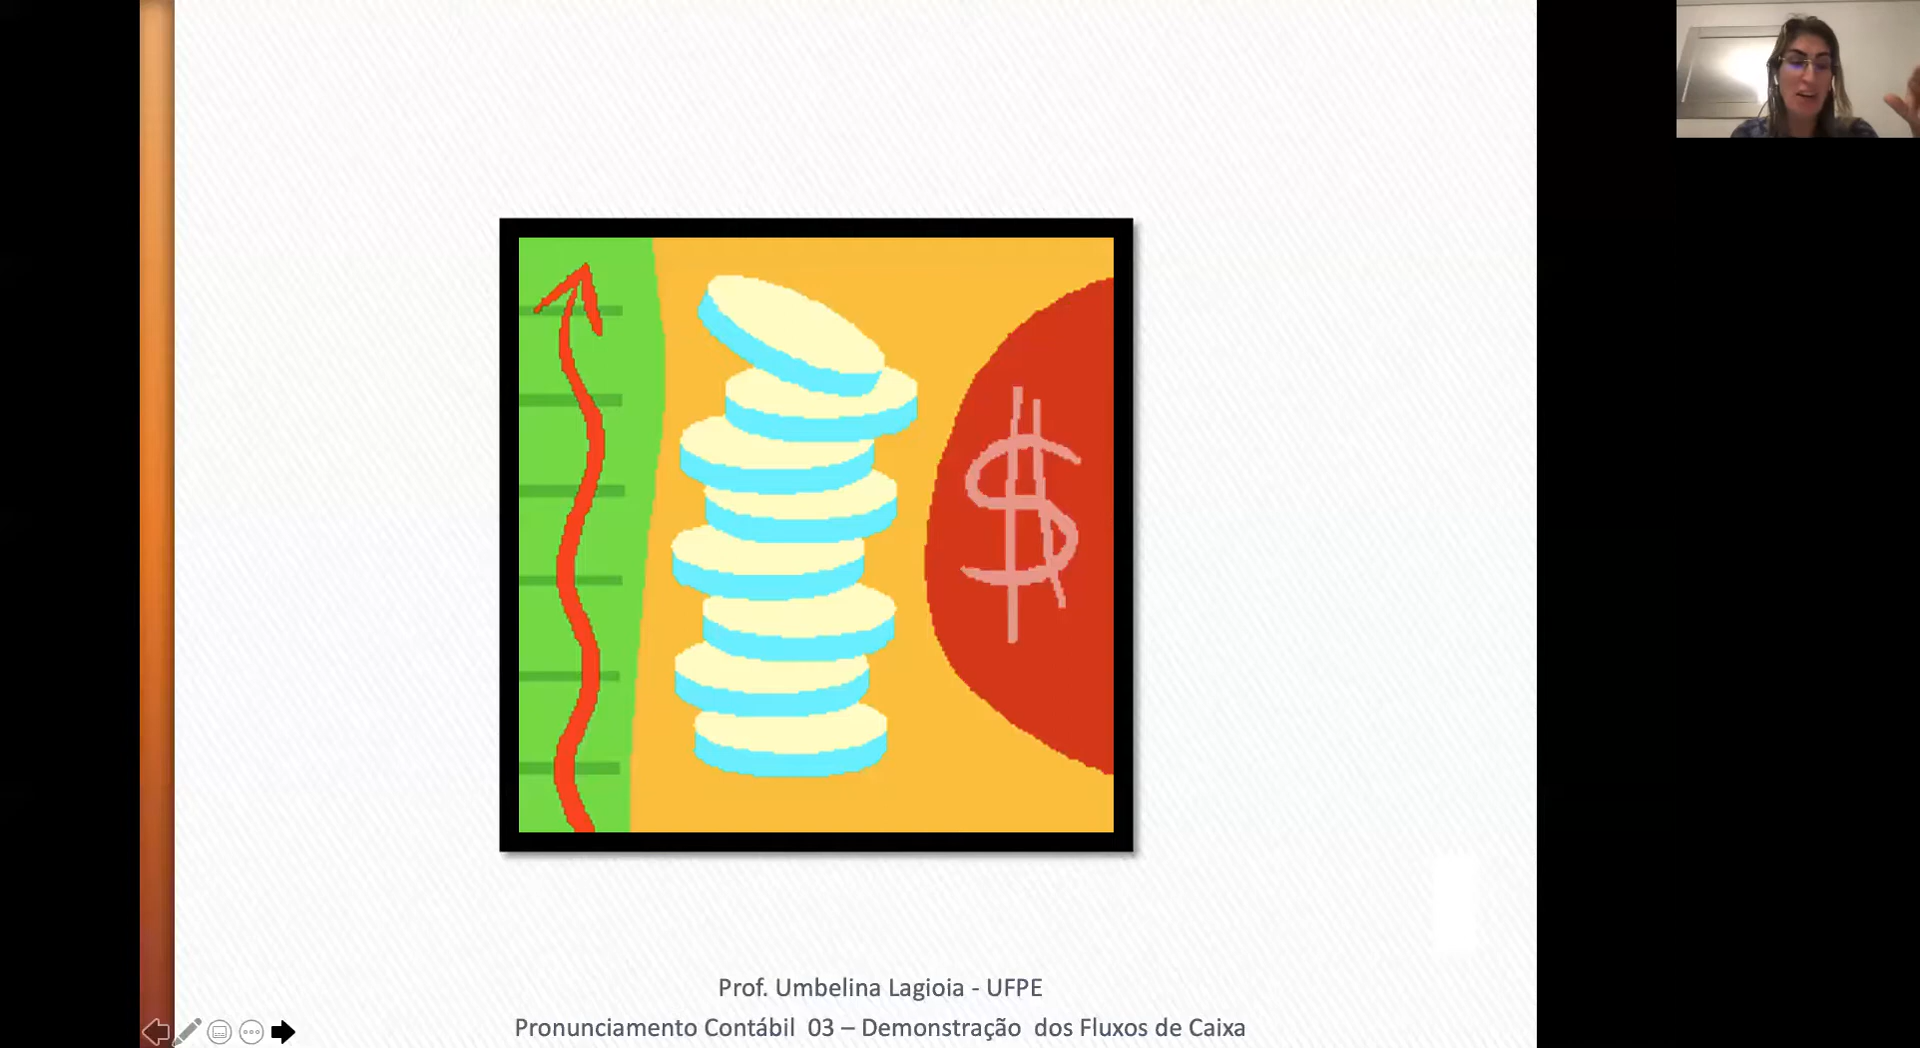 $
Prof. Umbelina Lagioia - UFPE
Pronunciamento Contábil  03 – Demonstração  dos Fluxos de Caixa